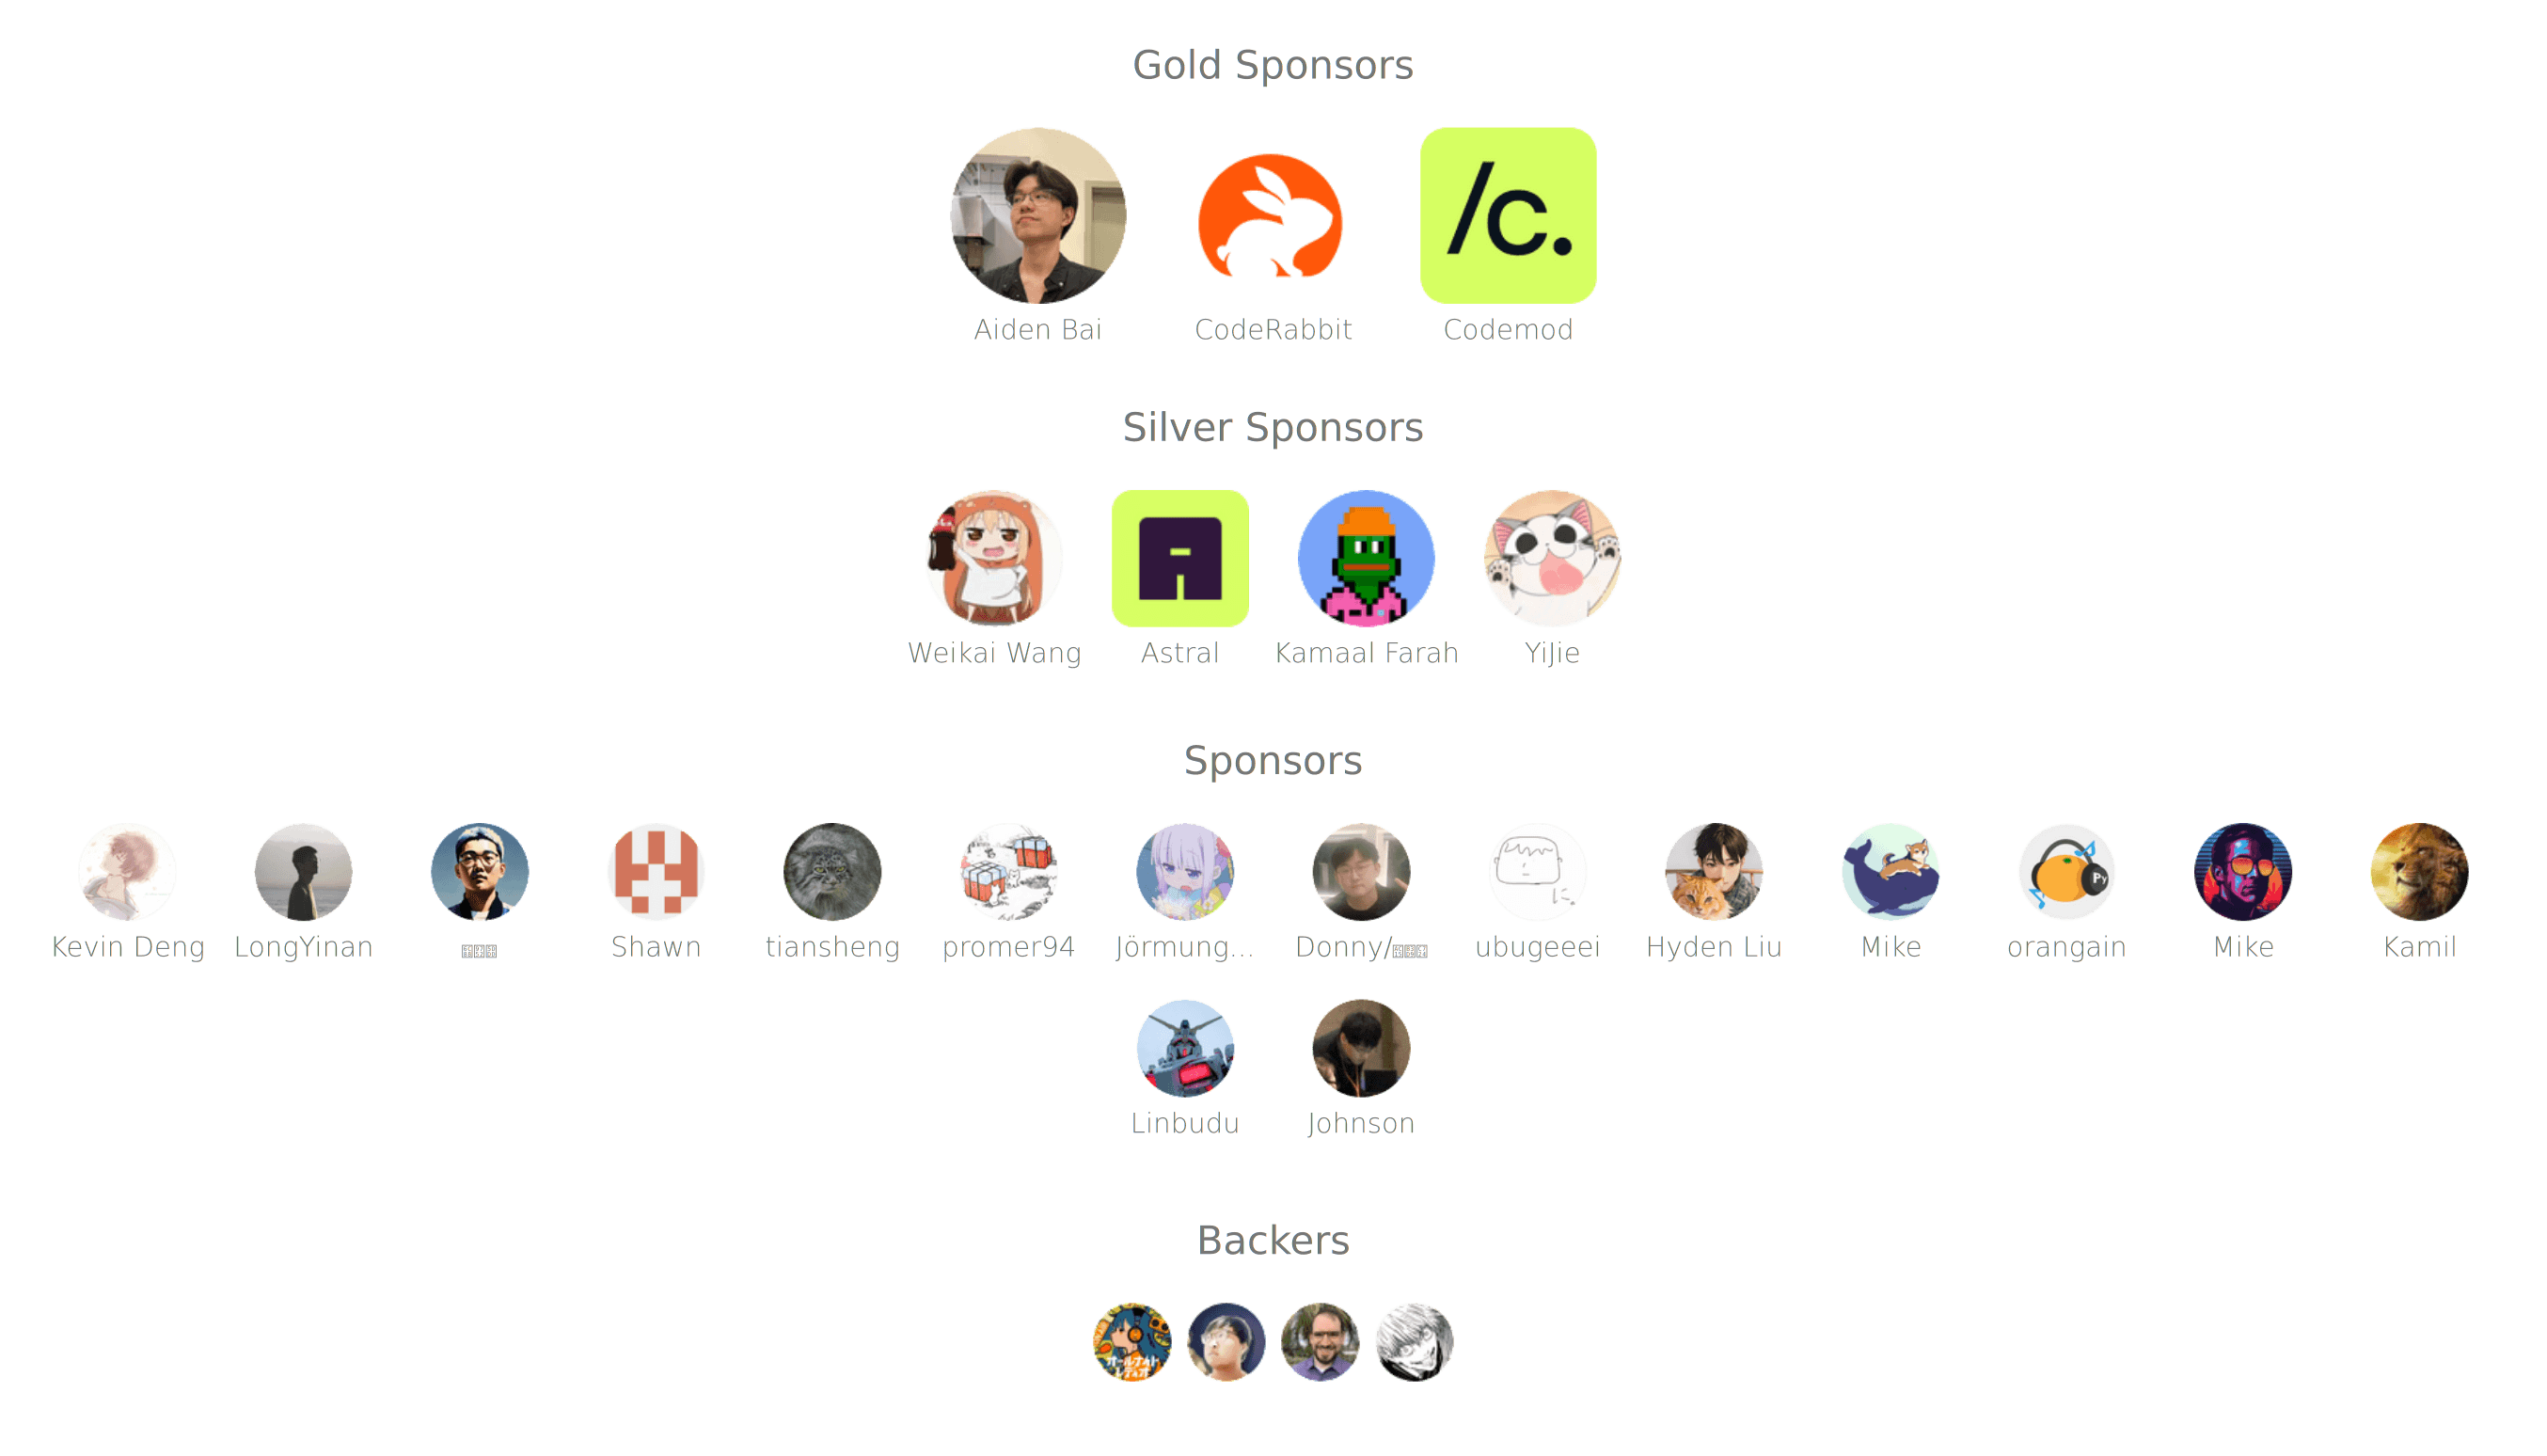 Gold Sponsors
/c.
Aiden Bai CodeRabbit Codemod
Silver Sponsors
A
Weikai Wang Astral Kamaal Farah YiJie
Sponsors
Py
Kevin Deng LongYinan Shawn tiansheng promer94 Jörmung... Donny/ ubugeeei Hyden Liu Mike orangain Mike Kamil
Linbudu Johnson
Backers